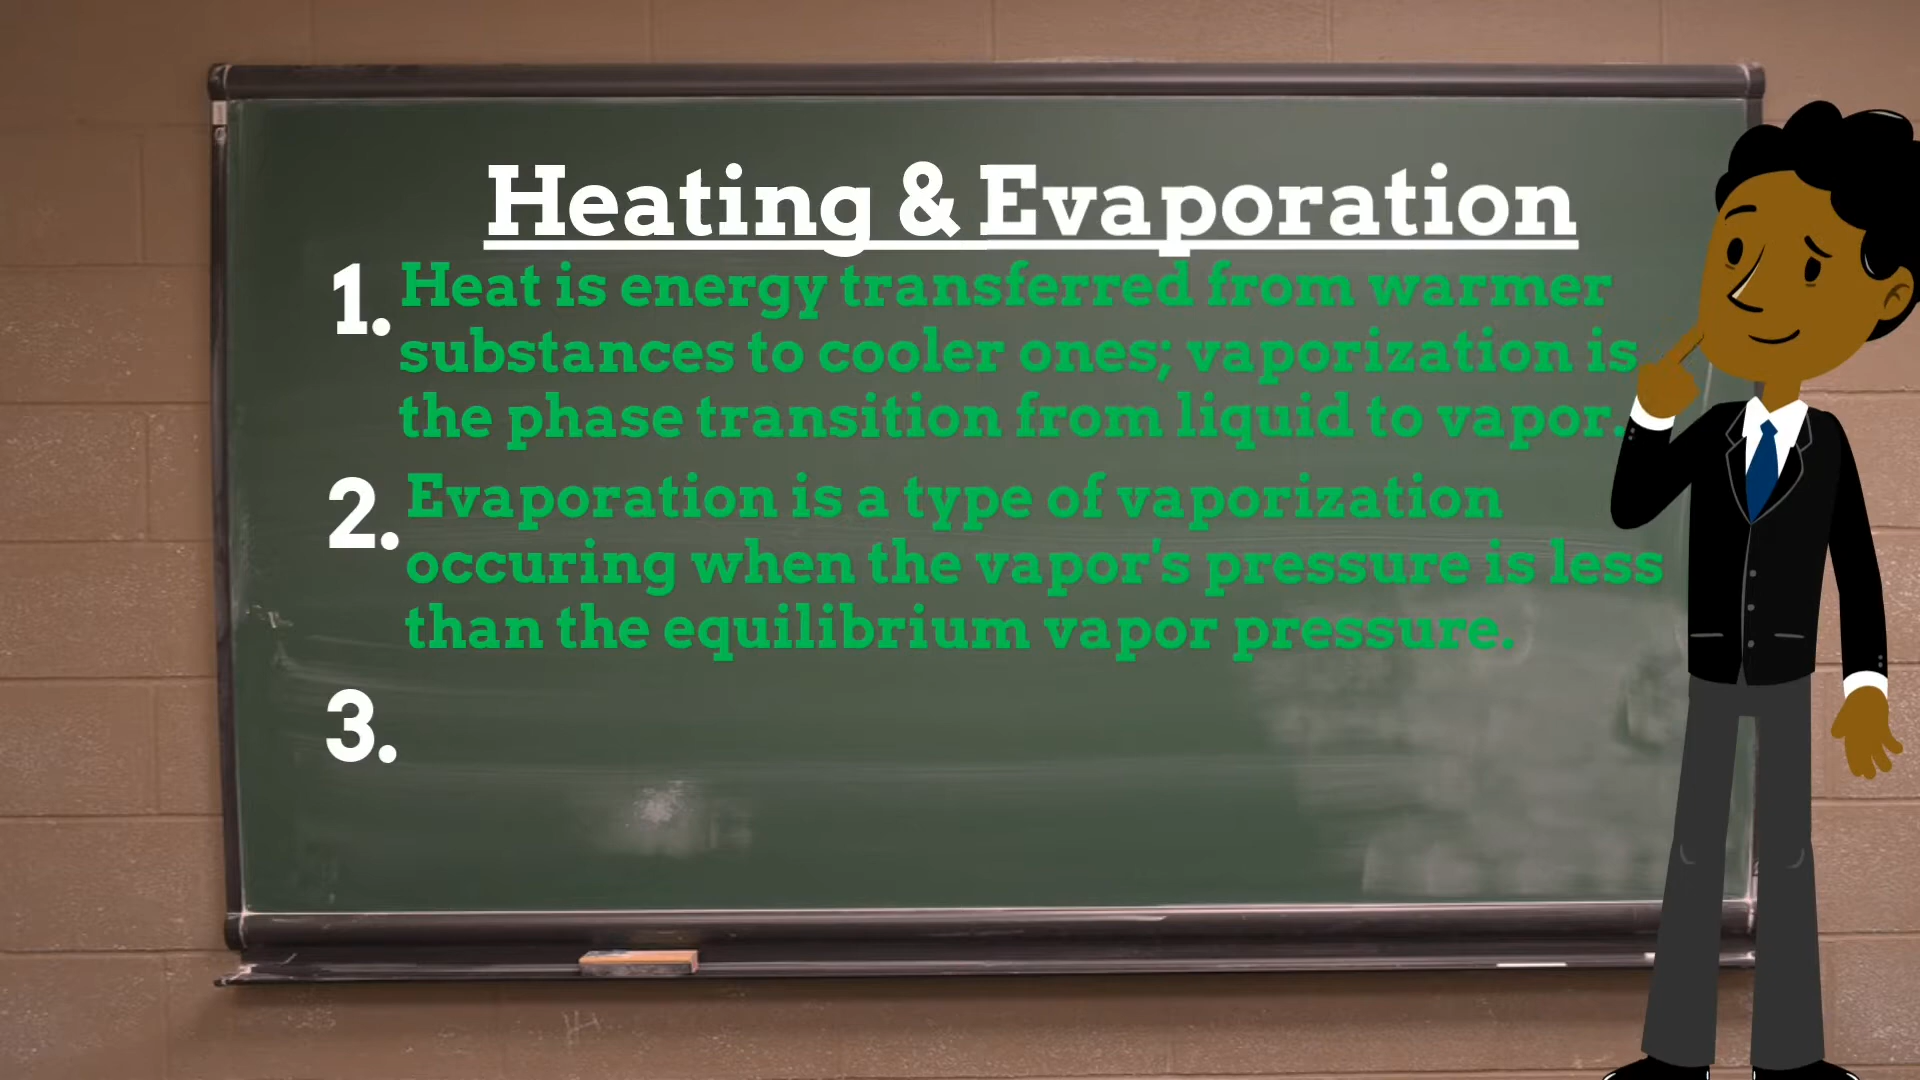 Heating & Evaporation
1. Heat is energy transferred from warmer
substances to cooler ones; vaporization is
the phase transition from liquid to vapor.
2. Evaporation is a type of vaporization
occuring when the vapor's pressure is less
than the equilibrium vapor pressure.
3.